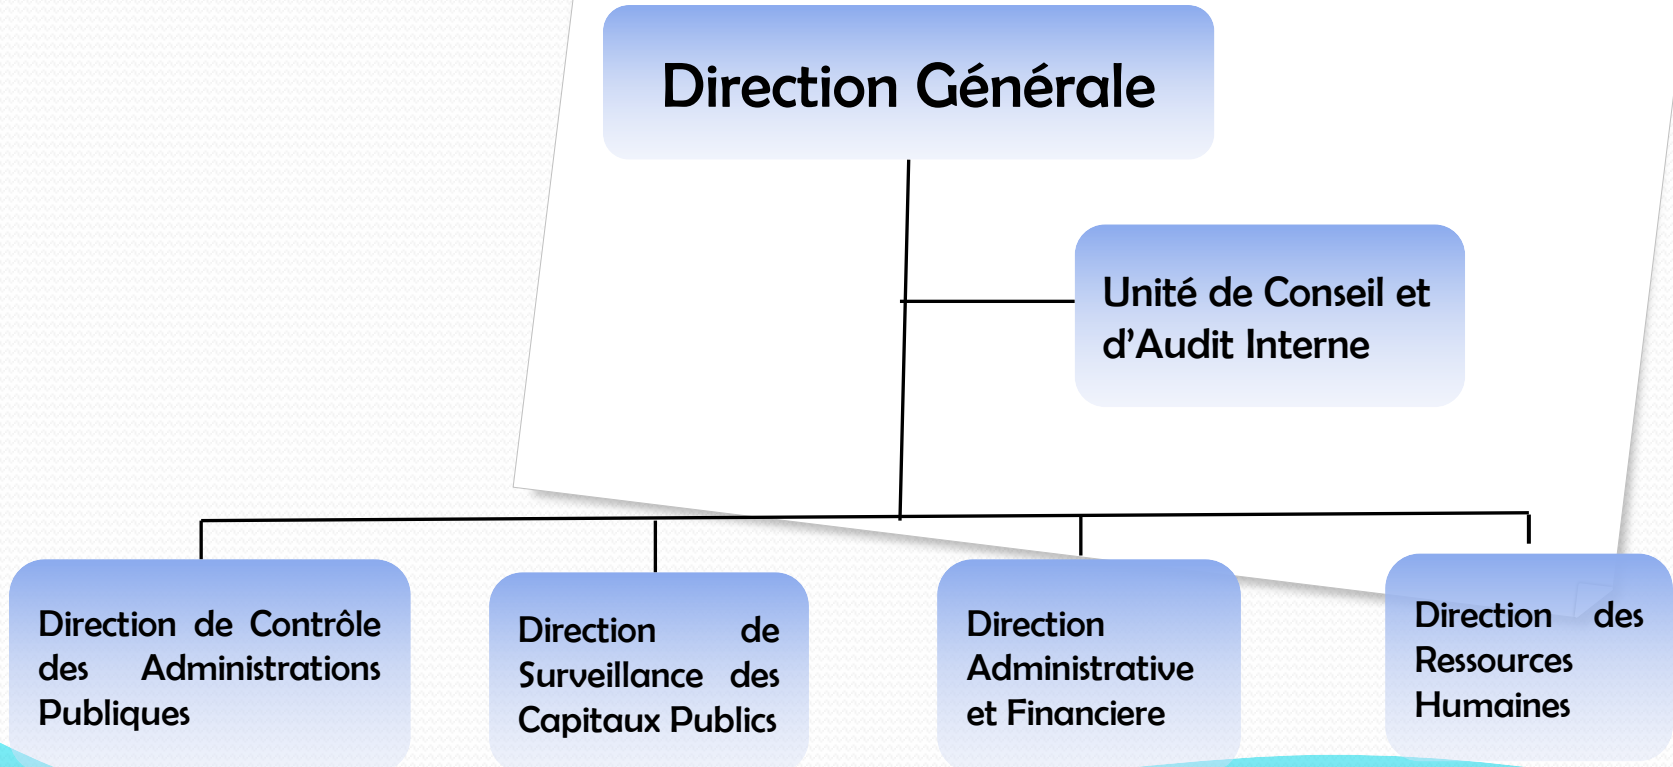 Direction Générale
Unité de Conseil et
d’Audit Interne
Direction de Contrôle
des Administrations
Publiques
Direction de
Surveillance des
Capitaux Publics
Direction
Administrative
et Financiere
Direction des
Ressources
Humaines